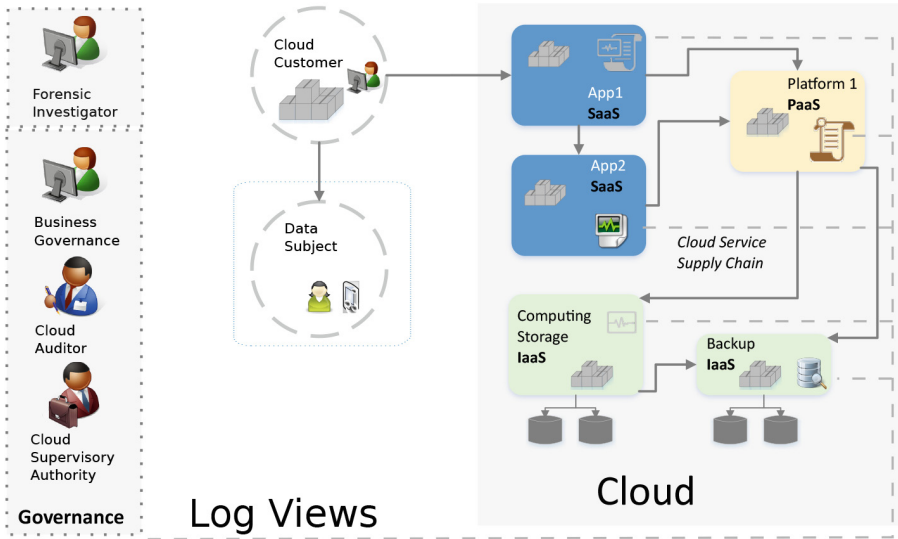 Forensic
Investigator
Business
Governance
Cloud
Auditor
Cloud
Supervisory
Authority
Governance
Cloud
Customer
Data
Subject
Log Views
App1
SaaS
App2
SaaS
Platform 1
PaaS
Cloud Service
Supply Chain
Computing
Storage
IaaS
Backup
IaaS
Cloud